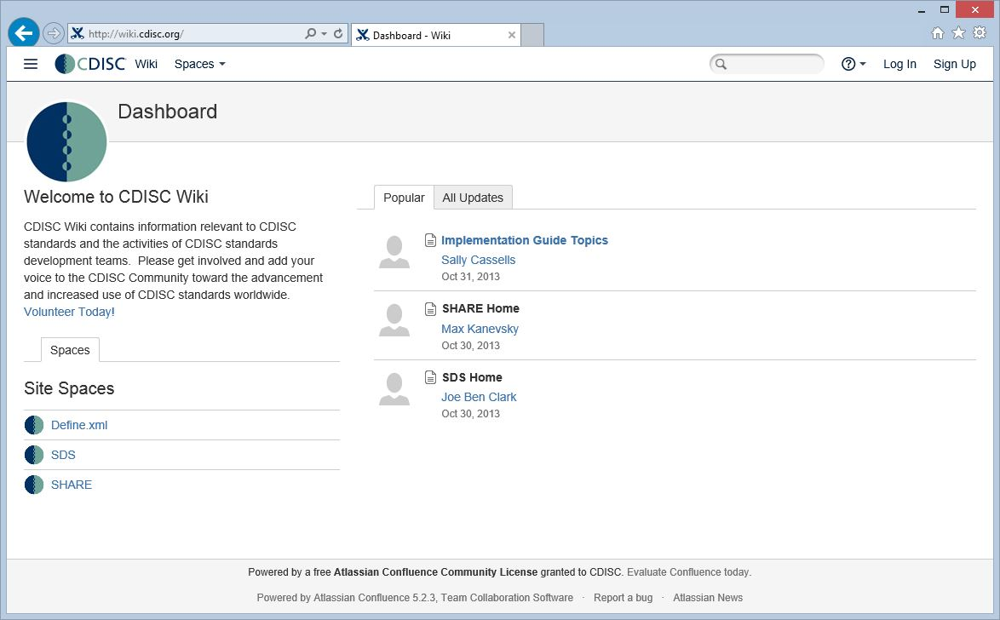 http://wiki.cdisc.org/
Dashboard - Wiki
CDISC Wiki Spaces
? Log In Sign Up
Dashboard
Welcome to CDISC Wiki
CDISC Wiki contains information relevant to CDISC
standards and the activities of CDISC standards
development teams.  Please get involved and add your
voice to the CDISC Community toward the advancement
and increased use of CDISC standards worldwide.
Volunteer Today!
Spaces
Site Spaces
Define.xml
SDS
SHARE
Popular All Updates
Implementation Guide Topics
Sally Cassells
Oct 31, 2013
SHARE Home
Max Kanevsky
Oct 30, 2013
SDS Home
Joe Ben Clark
Oct 30, 2013
Powered by a free Atlassian Confluence Community License granted to CDISC. Evaluate Confluence today.
Powered by Atlassian Confluence 5.2.3, Team Collaboration Software · Report a bug · Atlassian News